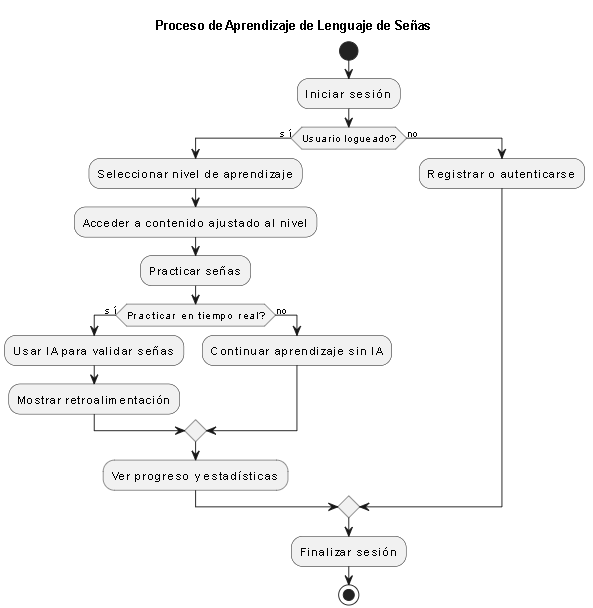 Proceso de Aprendizaje de Lenguaje de Señas
Iniciar sesión
sí
Usuario logueado?
no
Seleccionar nivel de aprendizaje
Registrar o autenticarse
Acceder a contenido ajustado al nivel
Practicar señas
sí
Practicar en tiempo real?
no
Usar IA para validar señas
Continuar aprendizaje sin IA
Mostrar retroalimentación
Ver progreso y estadísticas
Finalizar sesión